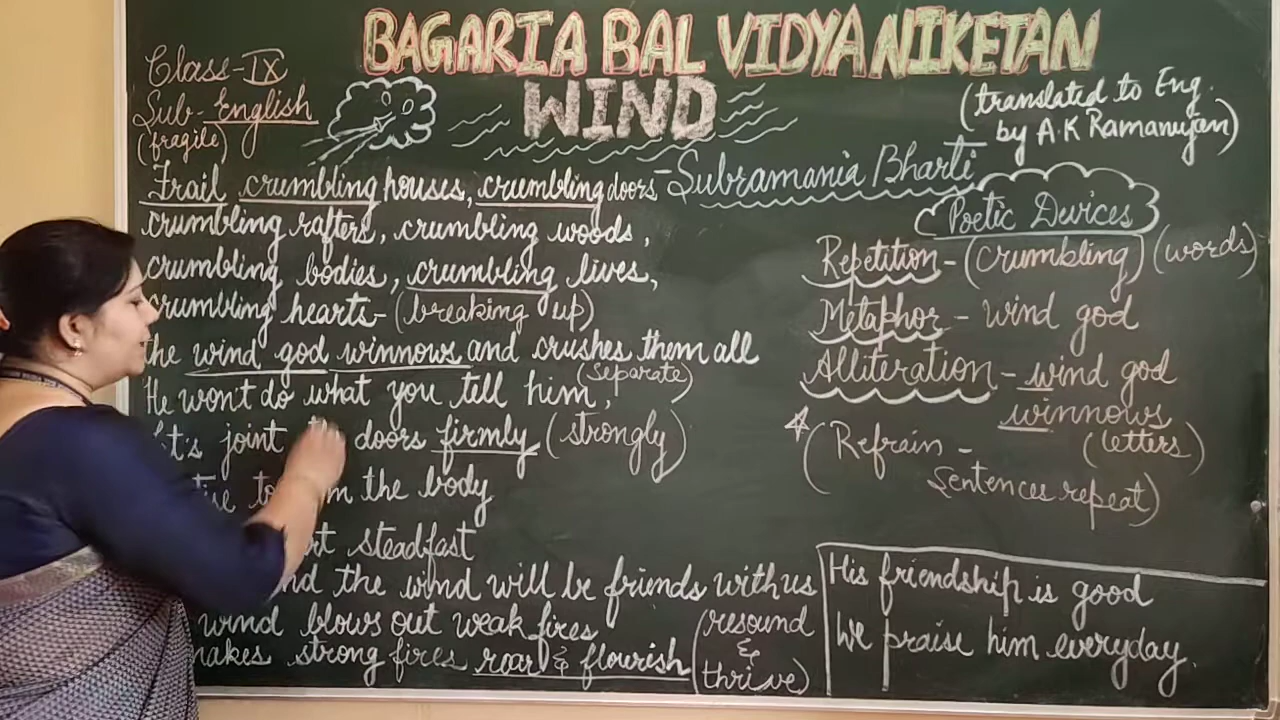 BAGARIA BAL VIDYA NIKETAN
Class-IX
Sub-English
WIND
(translated to Eng.
by A.K Ramanujan)
-Subramania Bharti
(fragile)
Frail crumbling houses, crumbling doors
crumbling rafters, crumbling woods,
crumbling bodies, crumbling lives,
crumbling hearts-(breaking up)
the wind god winnows and crushes them all
(separate)
He wont do what you tell him,
joint doors firmly (strongly)
the body
steadfast
the wind will be friends with us
wind blows out weak fires
strong fires roar & flourish
(resound
&
thrive)
Poetic Devices
Repetition-(crumbling) (words)
Metaphor - wind god
Alliteration-wind god
winnows
(letters)
(Refrain -
Sentences repeat)
His friendship is good
We praise him everyday.